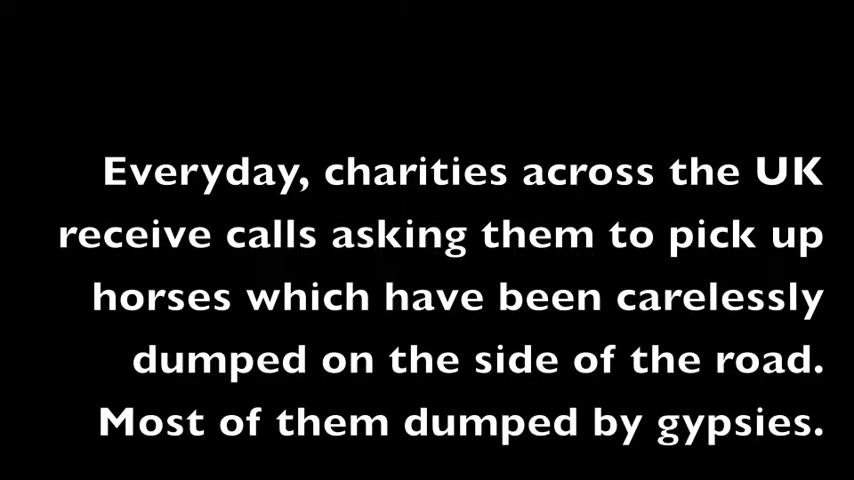 Everyday, charities across the UK
receive calls asking them to pick up
horses which have been carelessly
dumped on the side of the road.
Most of them dumped by gypsies.